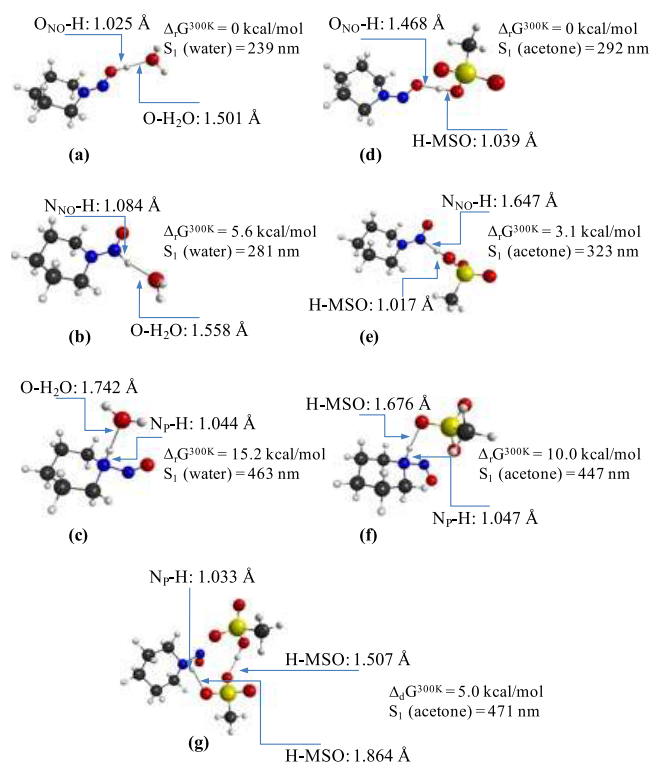 O_NO-H: 1.025 Å
Δ_rG^300K = 0 kcal/mol
S_1 (water) = 239 nm
O-H2O: 1.501 Å
(a)
O_NO-H: 1.468 Å
Δ_rG^300K = 0 kcal/mol
S_1 (acetone) = 292 nm
H-MSO: 1.039 Å
(d)
N_NO-H: 1.084 Å
Δ_rG^300K = 5.6 kcal/mol
S_1 (water) = 281 nm
O-H2O: 1.558 Å
(b)
N_NO-H: 1.647 Å
Δ_rG^300K = 3.1 kcal/mol
S_1 (acetone) = 323 nm
H-MSO: 1.017 Å
(e)
O-H2O: 1.742 Å
N_P-H: 1.044 Å
Δ_rG^300K = 15.2 kcal/mol
S_1 (water) = 463 nm
(c)
H-MSO: 1.676 Å
Δ_rG^300K = 10.0 kcal/mol
S_1 (acetone) = 447 nm
N_P-H: 1.047 Å
(f)
N_P-H: 1.033 Å
H-MSO: 1.507 Å
Δ_dG^300K = 5.0 kcal/mol
S_1 (acetone) = 471 nm
(g)
H-MSO: 1.864 Å